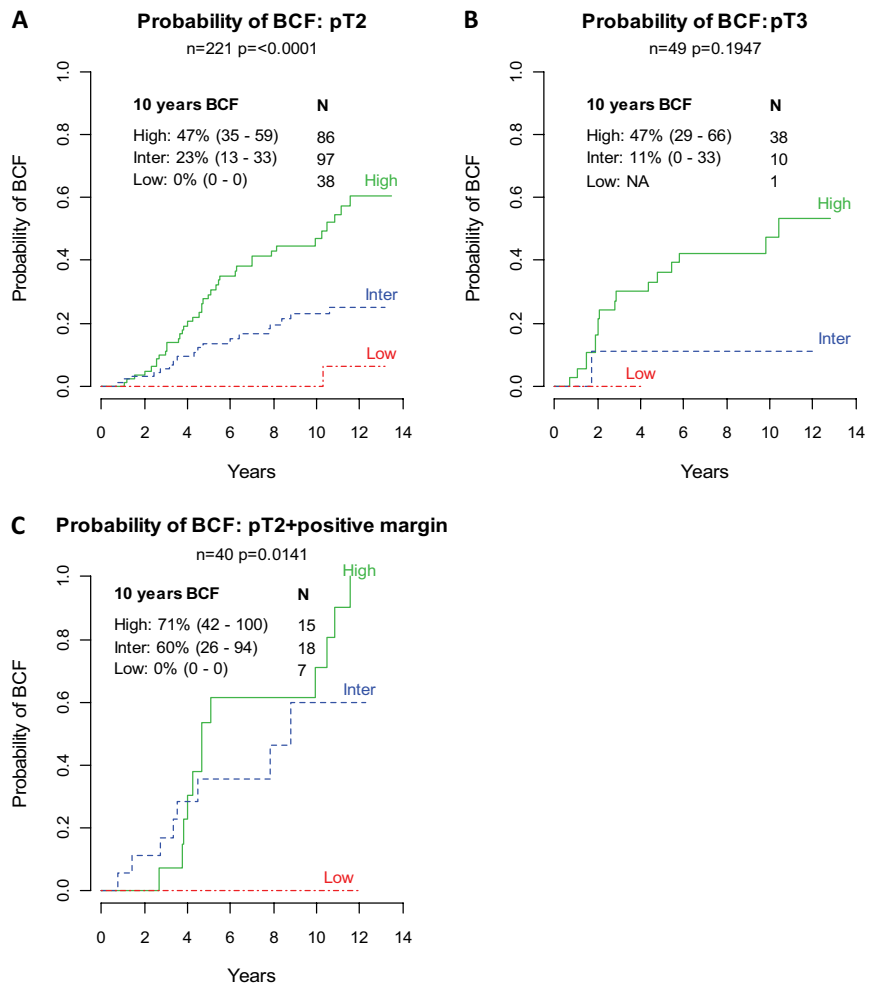 A
Probability of BCF: pT2
n=221 p=<0.0001
Probability of BCF
1.0
0.8
0.6
0.4
0.2
0.0
10 years BCF N
High: 47% (35 - 59) 86
Inter: 23% (13 - 33) 97
Low: 0% (0 - 0) 38
High
Inter
Low
0 2 4 6 8 10 12 14
Years
B
Probability of BCF: pT3
n=49 p=0.1947
Probability of BCF
1.0
0.8
0.6
0.4
0.2
0.0
10 years BCF N
High: 47% (29 - 66) 38
Inter: 11% (0 - 33) 10
Low: NA 1
High
Inter
Low
0 2 4 6 8 10 12 14
Years
C
Probability of BCF: pT2+positive margin
n=40 p=0.0141
Probability of BCF
1.0
0.8
0.6
0.4
0.2
0.0
10 years BCF N
High: 71% (42 - 100) 15
Inter: 60% (26 - 94) 18
Low: 0% (0 - 0) 7
High
Inter
Low
0 2 4 6 8 10 12 14
Years